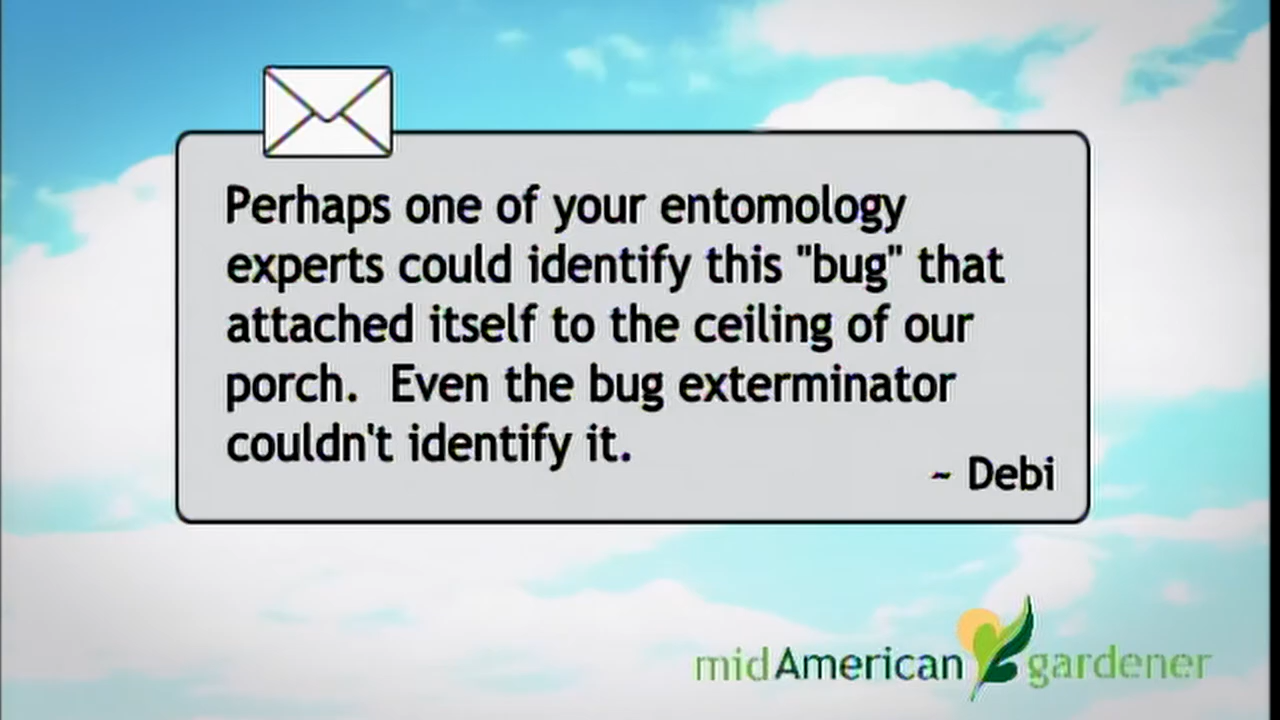 Perhaps one of your entomology
experts could identify this "bug" that
attached itself to the ceiling of our
porch.  Even the bug exterminator
couldn't identify it.
~ Debi
midAmerican gardener